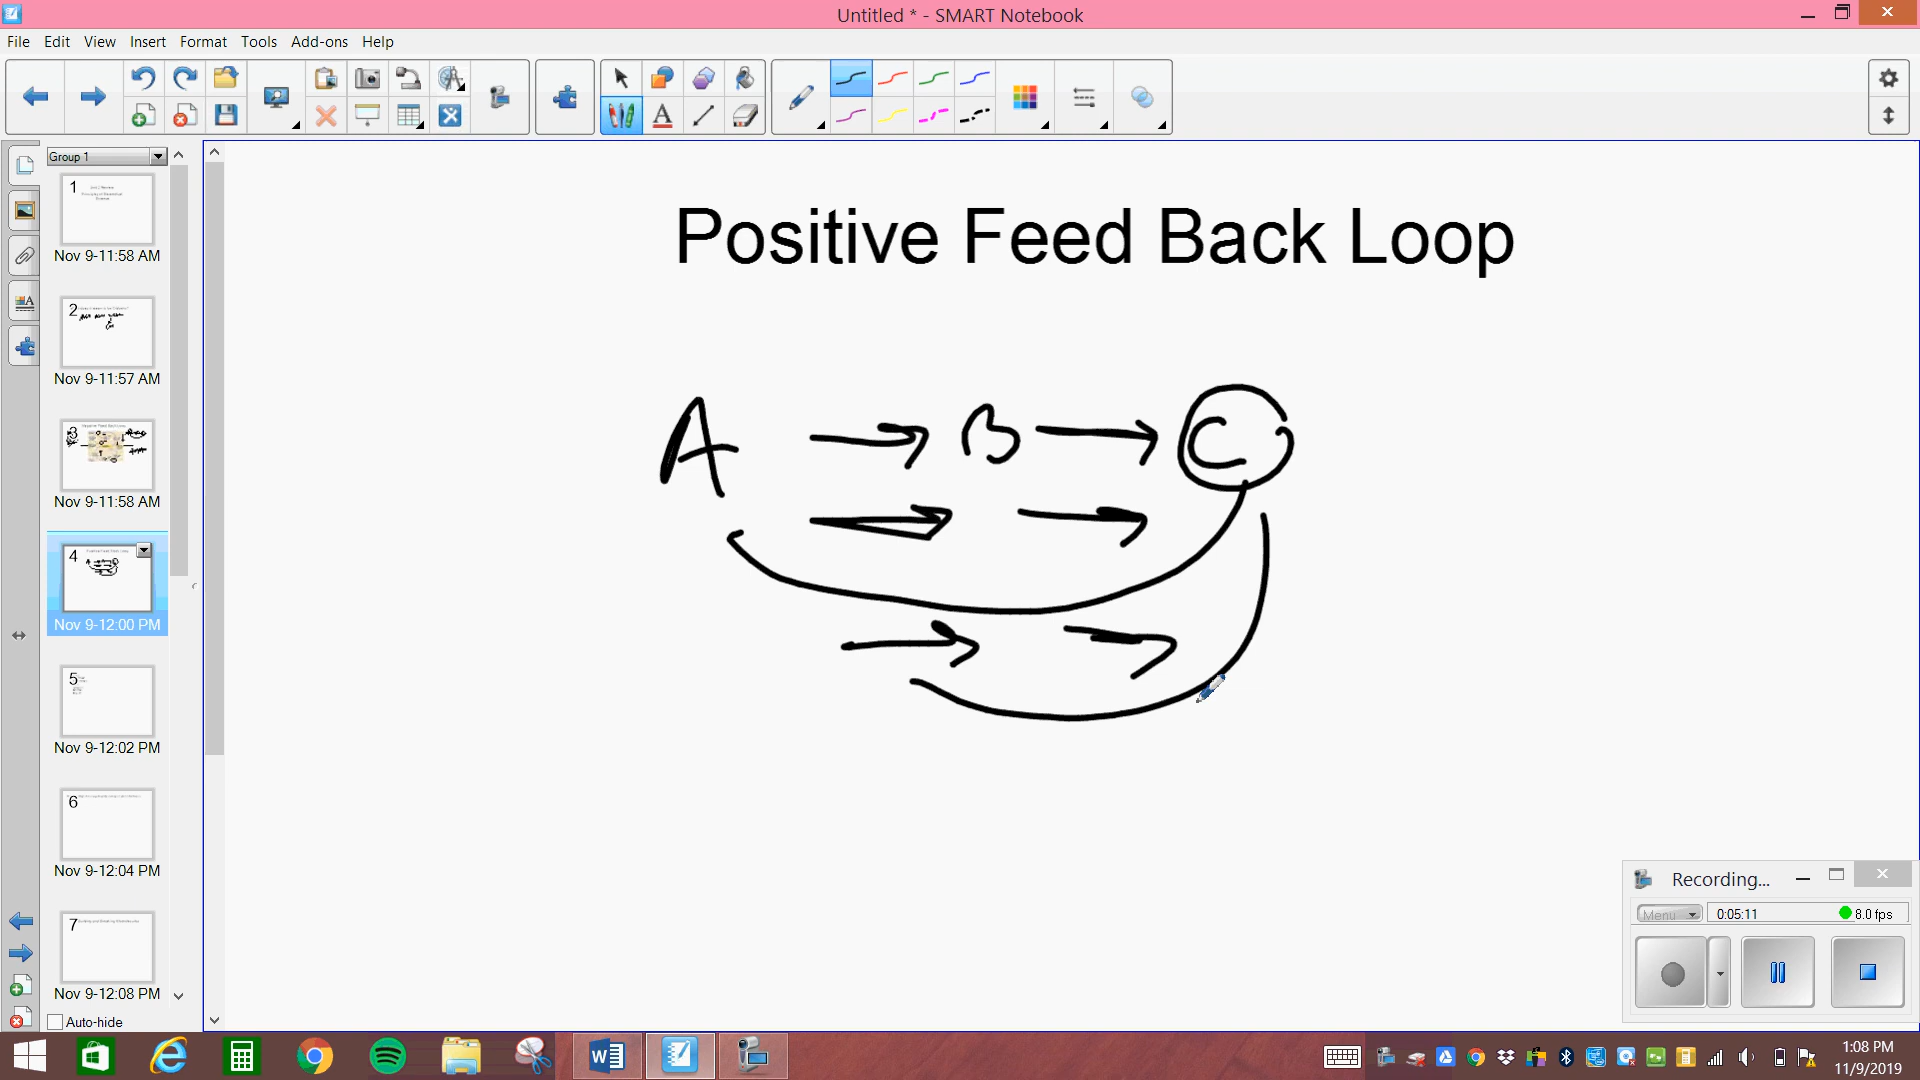 Untitled * - SMART Notebook
File Edit View Insert Format Tools Add-ons Help
Group 1
1
Nov 9-11:58 AM
2
Nov 9-11:57 AM
3
Nov 9-11:58 AM
4
Nov 9-12:00 PM
5
Nov 9-12:02 PM
6
Nov 9-12:04 PM
7
Nov 9-12:08 PM
Auto-hide
Positive Feed Back Loop
A → B → C
Recording...
Menu 0:05:11 8.0 fps
1:08 PM
11/9/2019